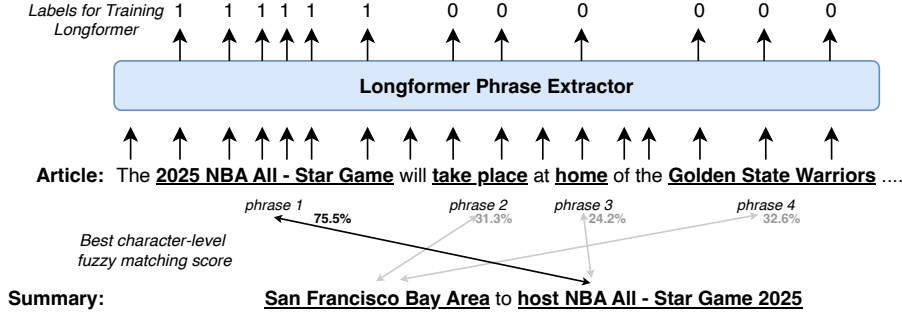 Labels for Training Longformer
1 1 1 1 1 1 0 0 0 0 0 0
Longformer Phrase Extractor
Article: The 2025 NBA All - Star Game will take place at home of the Golden State Warriors ....
phrase 1 phrase 2 phrase 3 phrase 4
75.5% 31.3% 24.2% 32.6%
Best character-level
fuzzy matching score
Summary: San Francisco Bay Area to host NBA All - Star Game 2025